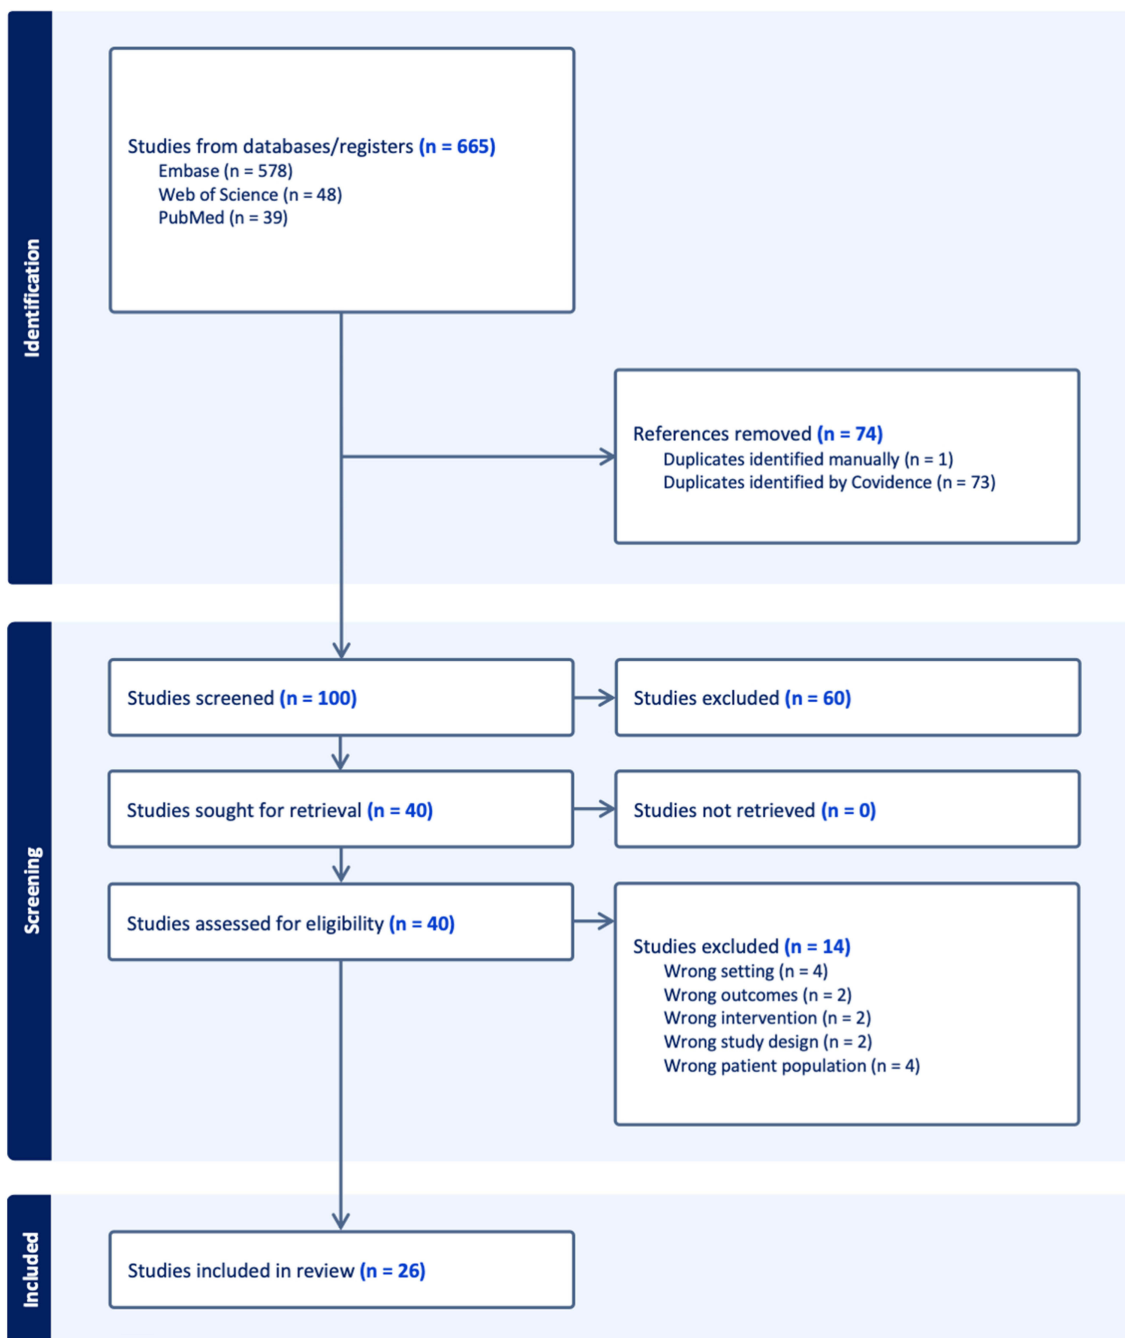 Identification
Studies from databases/registers (n = 665)
Embase (n = 578)
Web of Science (n = 48)
PubMed (n = 39)
References removed (n = 74)
Duplicates identified manually (n = 1)
Duplicates identified by Covidence (n = 73)
Screening
Studies screened (n = 100)
Studies excluded (n = 60)
Studies sought for retrieval (n = 40)
Studies not retrieved (n = 0)
Studies assessed for eligibility (n = 40)
Studies excluded (n = 14)
Wrong setting (n = 4)
Wrong outcomes (n = 2)
Wrong intervention (n = 2)
Wrong study design (n = 2)
Wrong patient population (n = 4)
Included
Studies included in review (n = 26)